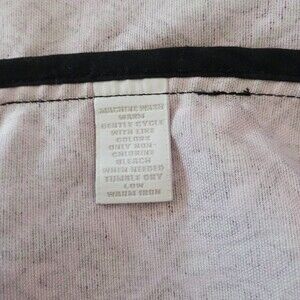 MACHINE WASH
WARM
GENTLE CYCLE
WITH LIKE
COLORS
ONLY NON-
CHLORINE
BLEACH
WHEN NEEDED
TUMBLE DRY
LOW
WARM IRON